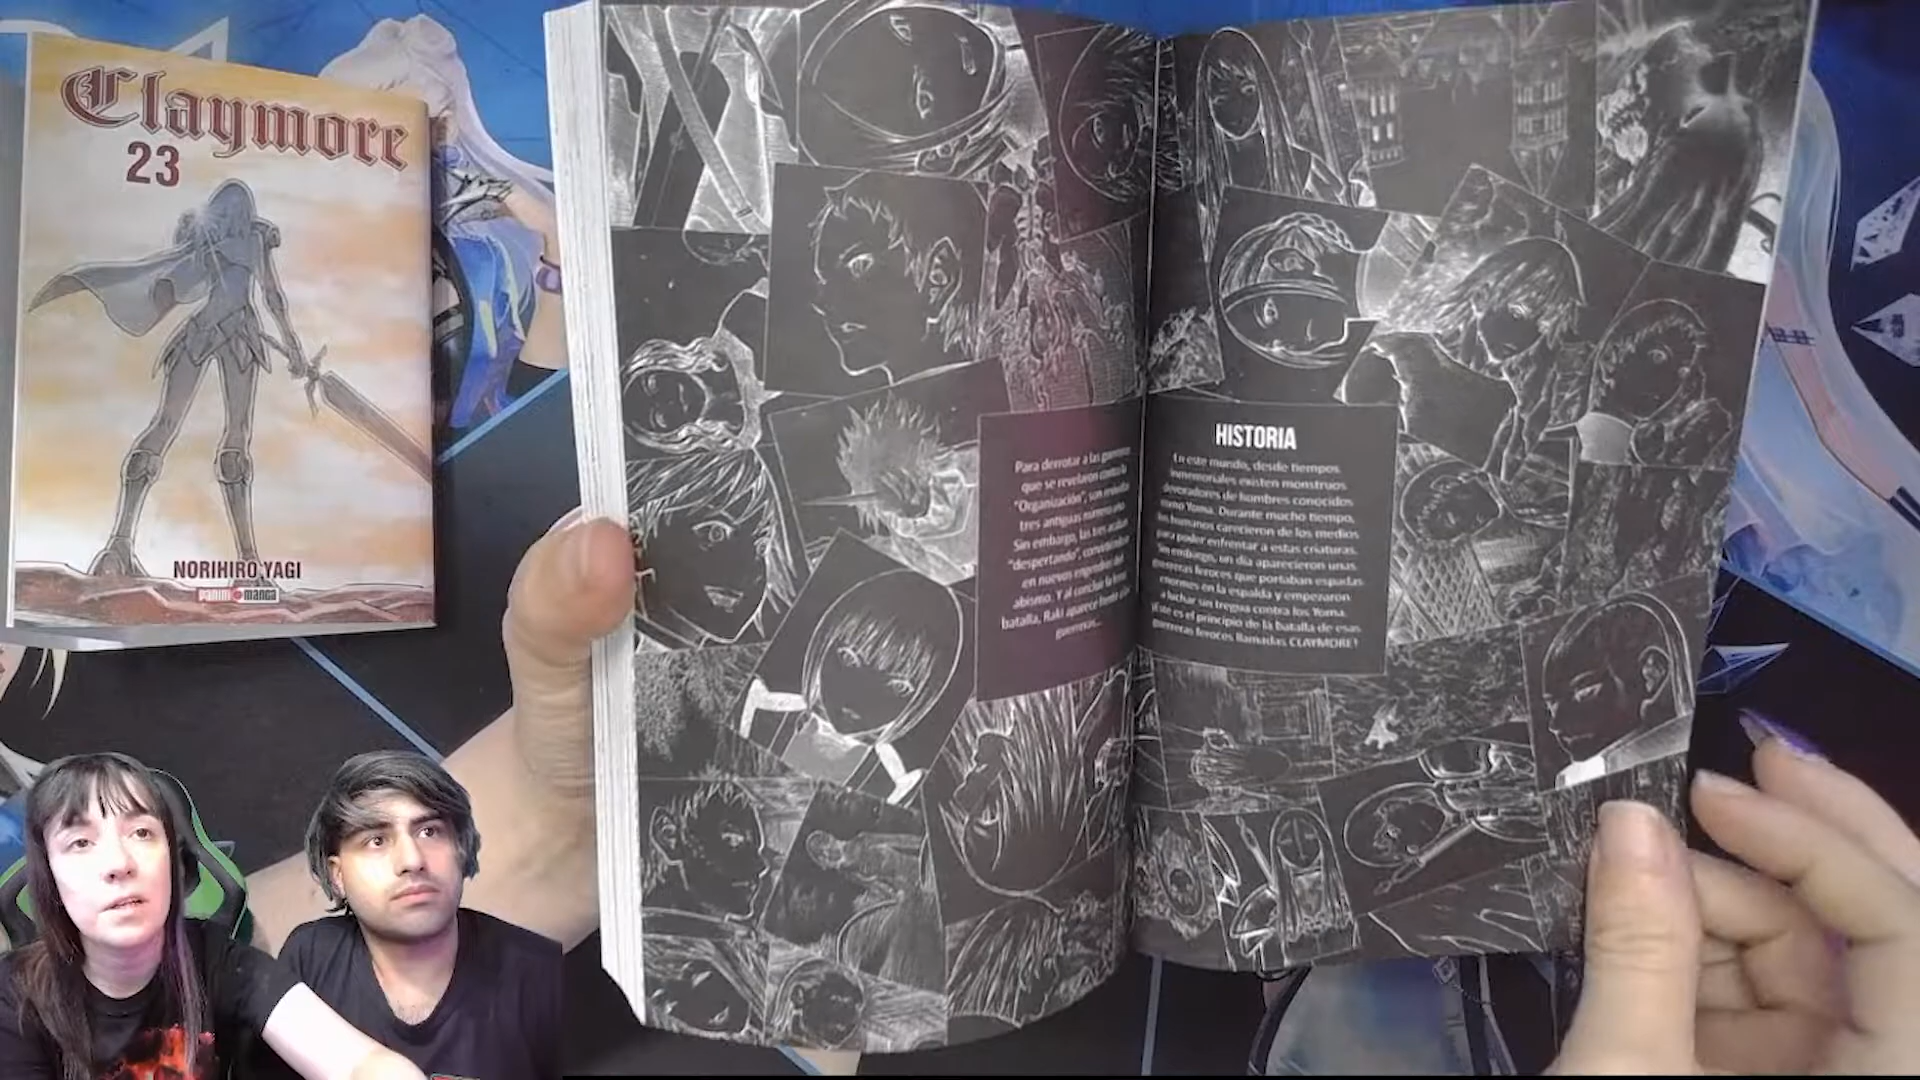 Claymore
23
NORIHIRO YAGI
PANINI MANGA
Para derrotar a las guerreras
que se revelaron contra la
"Organización", son
tres antiguas número uno
Sin embargo, las tres acaban
"despertando",
en nuevos engendros del
abismo. Y al concluir la
batalla, Raki aparece frente a las
guerreras...
HISTORIA
En este mundo, desde tiempos
inmemoriales existen monstruos
devoradores de hombres conocidos
como Yoma. Durante mucho tiempo,
los humanos carecieron de los medios
para poder enfrentar a estas criaturas.
Sin embargo, un día aparecieron unas
guerreras feroces que portaban espadas
enormes en la espalda y empezaron
a luchar sin tregua contra los Yoma.
¡Este es el principio de la batalla de esas
guerreras feroces llamadas CLAYMORE!